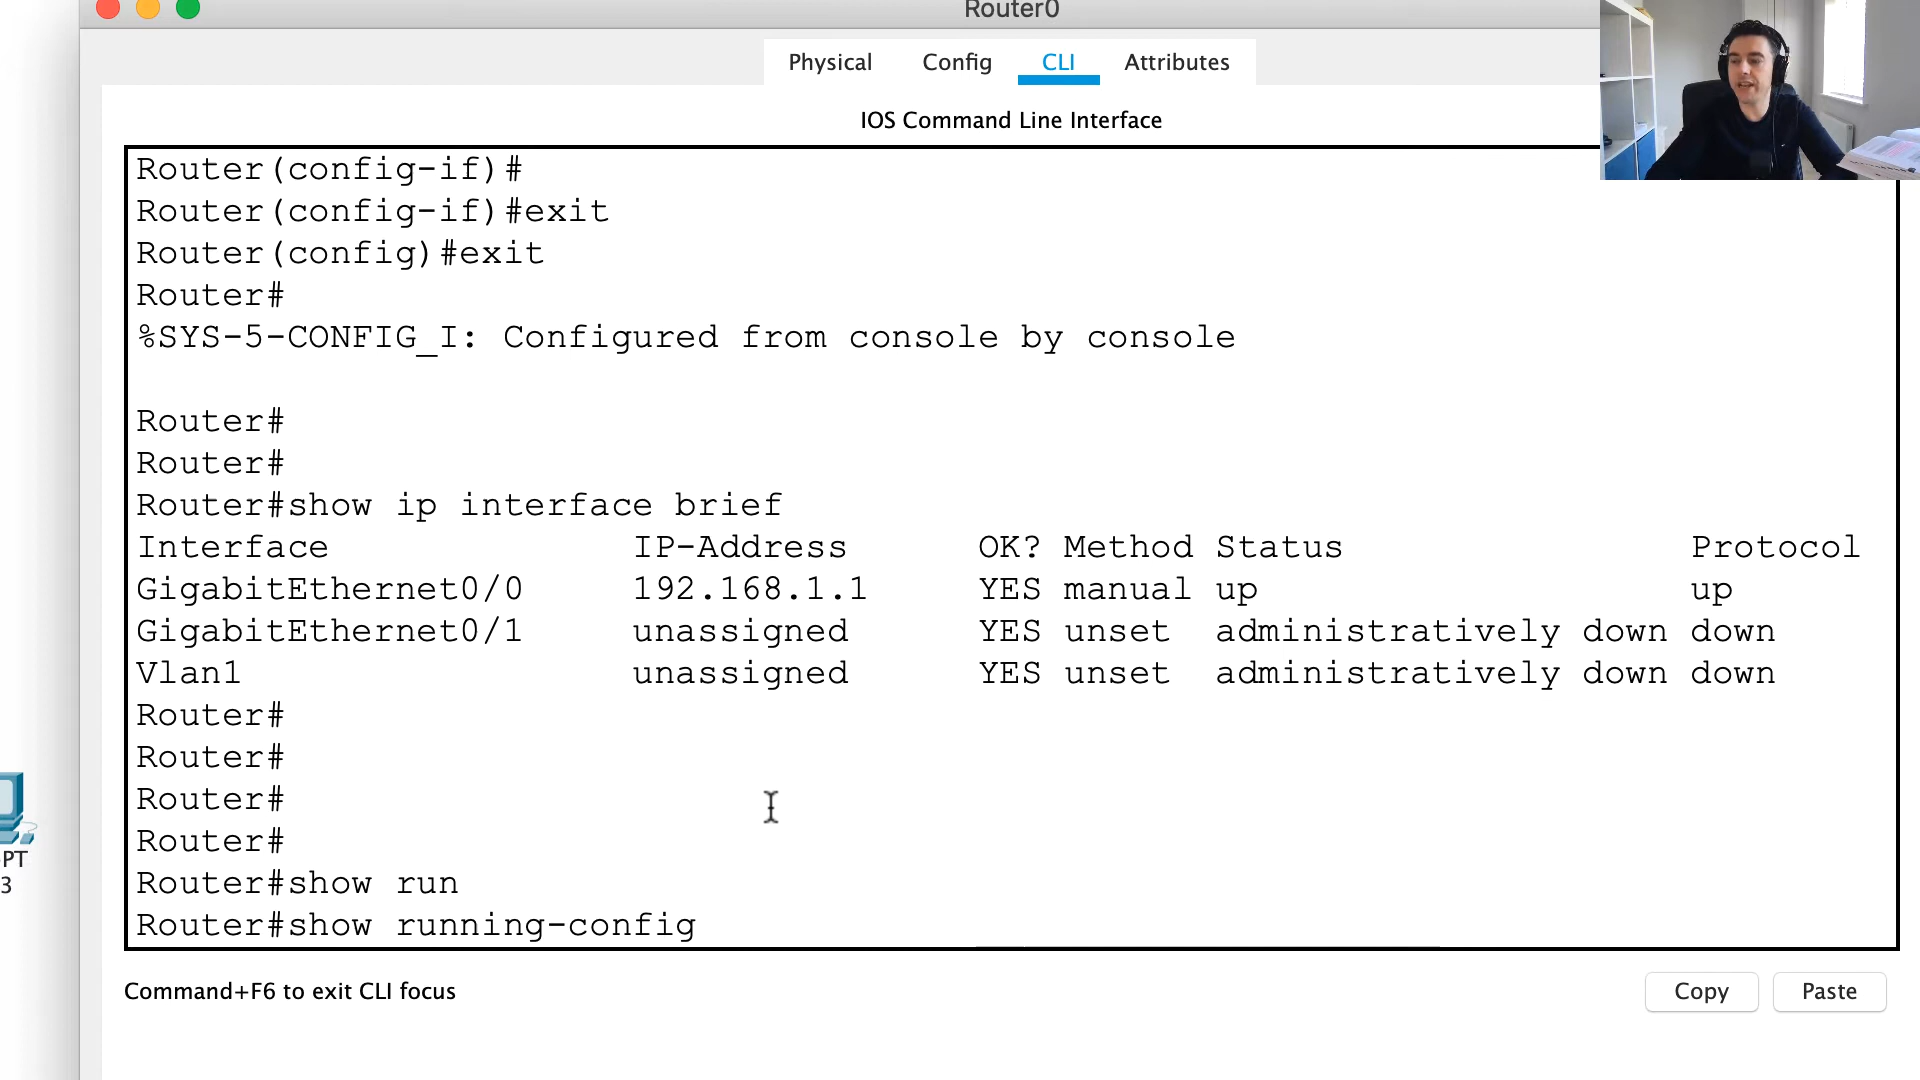 Router0
Physical Config CLI Attributes
IOS Command Line Interface
Router(config-if)#
Router(config-if)#exit
Router(config)#exit
Router#
%SYS-5-CONFIG_I: Configured from console by console
Router#
Router#
Router#show ip interface brief
Interface IP-Address OK? Method Status Protocol
GigabitEthernet0/0 192.168.1.1 YES manual up up
GigabitEthernet0/1 unassigned YES unset administratively down down
Vlan1 unassigned YES unset administratively down down
Router#
Router#
Router#
Router#
Router#show run
Router#show running-config
-PT
3
Command+F6 to exit CLI focus
Copy Paste